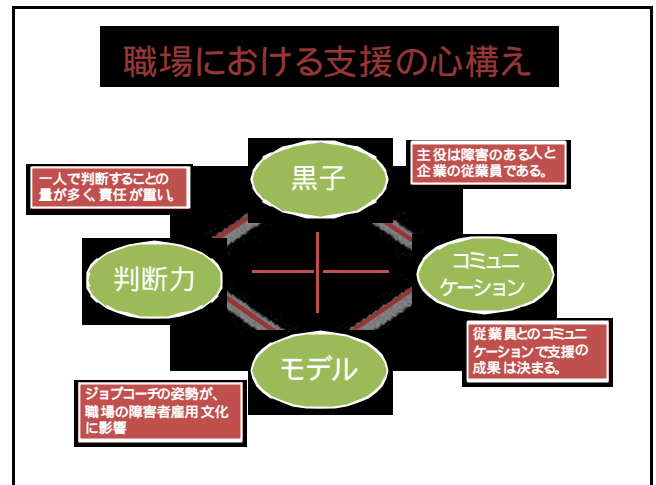 職場における支援の心構え
黒子
主役は障害のある人と
企業の従業員である。
一人で判断することの
量が多く、責任が重い。
判断力
コミュニ
ケーション
従業員とのコミュニ
ケーションで支援の
成果は決まる。
モデル
ジョブコーチの姿勢が、
職場の障害者雇用文化
に影響